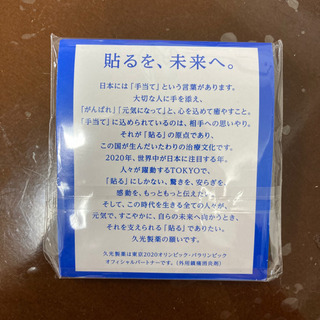 貼るを、未来へ。
日本には「手当て」という言葉があります。
大切な人に手を添え、
「がんばれ」「元気になって」と、心を込めて癒やすこと。
「手当て」に込められているのは、相手への思いやり。
それが「貼る」の原点であり、
この国が生んだいたわりの治療文化です。
2020年、世界中が日本に注目する年。
人々が躍動するTOKYOで、
「貼る」にしかない、驚きを、安らぎを、
感動を、もっともっと伝えたい。
そして、この時代を生きる全ての人々が、
元気で、すこやかに、自らの未来へ向かうとき、
それを支えられる「貼る」でありたい。
久光製薬の願いです。
久光製薬は東京2020オリンピック・パラリンピック
オフィシャルパートナーです。（外用鎮痛消炎剤）